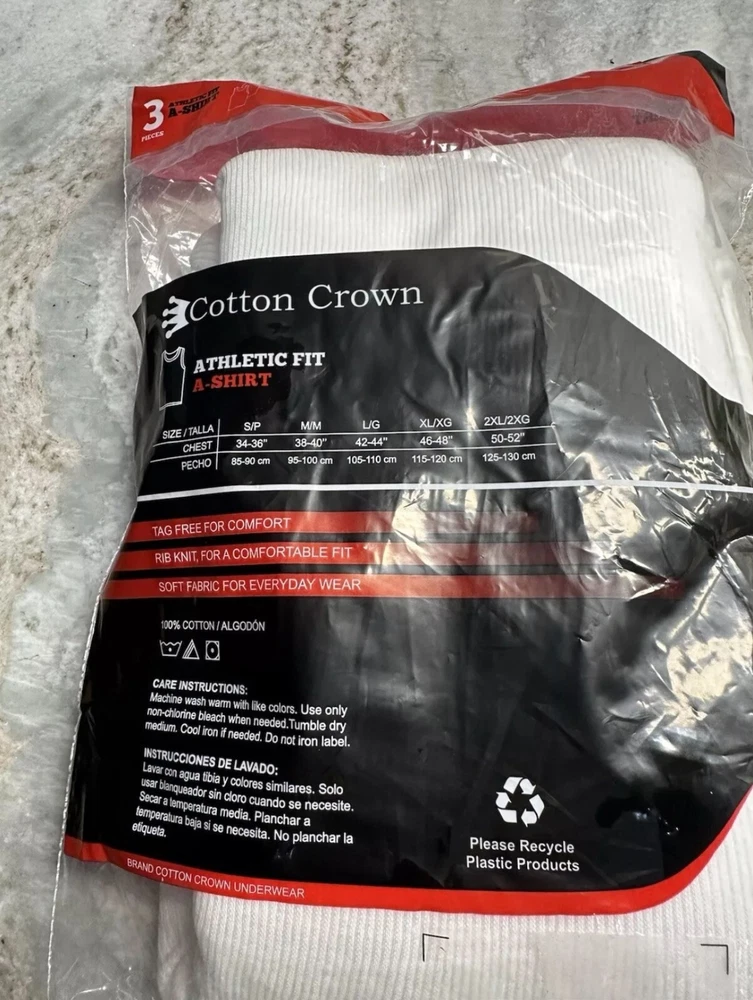 3
PIECES
ATHLETIC FIT
A-SHIRT
Cotton Crown
ATHLETIC FIT
A-SHIRT
SIZE / TALLA S/P M/M L/G XL/XG 2XL/2XG
CHEST 34-36" 38-40" 42-44" 46-48" 50-52"
PECHO 85-90 cm 95-100 cm 105-110 cm 115-120 cm 125-130 cm
TAG FREE FOR COMFORT
RIB KNIT, FOR A COMFORTABLE FIT
SOFT FABRIC FOR EVERYDAY WEAR
100% COTTON / ALGODÓN
CARE INSTRUCTIONS:
Machine wash warm with like colors. Use only
non-chlorine bleach when needed.Tumble dry
medium. Cool iron if needed. Do not iron label.
INSTRUCCIONES DE LAVADO:
Lavar con agua tibia y colores similares. Solo
usar blanqueador sin cloro cuando se necesite.
Secar a temperatura media. Planchar a
temperatura baja si se necesita. No planchar la
etiqueta.
Please Recycle
Plastic Products
BRAND COTTON CROWN UNDERWEAR